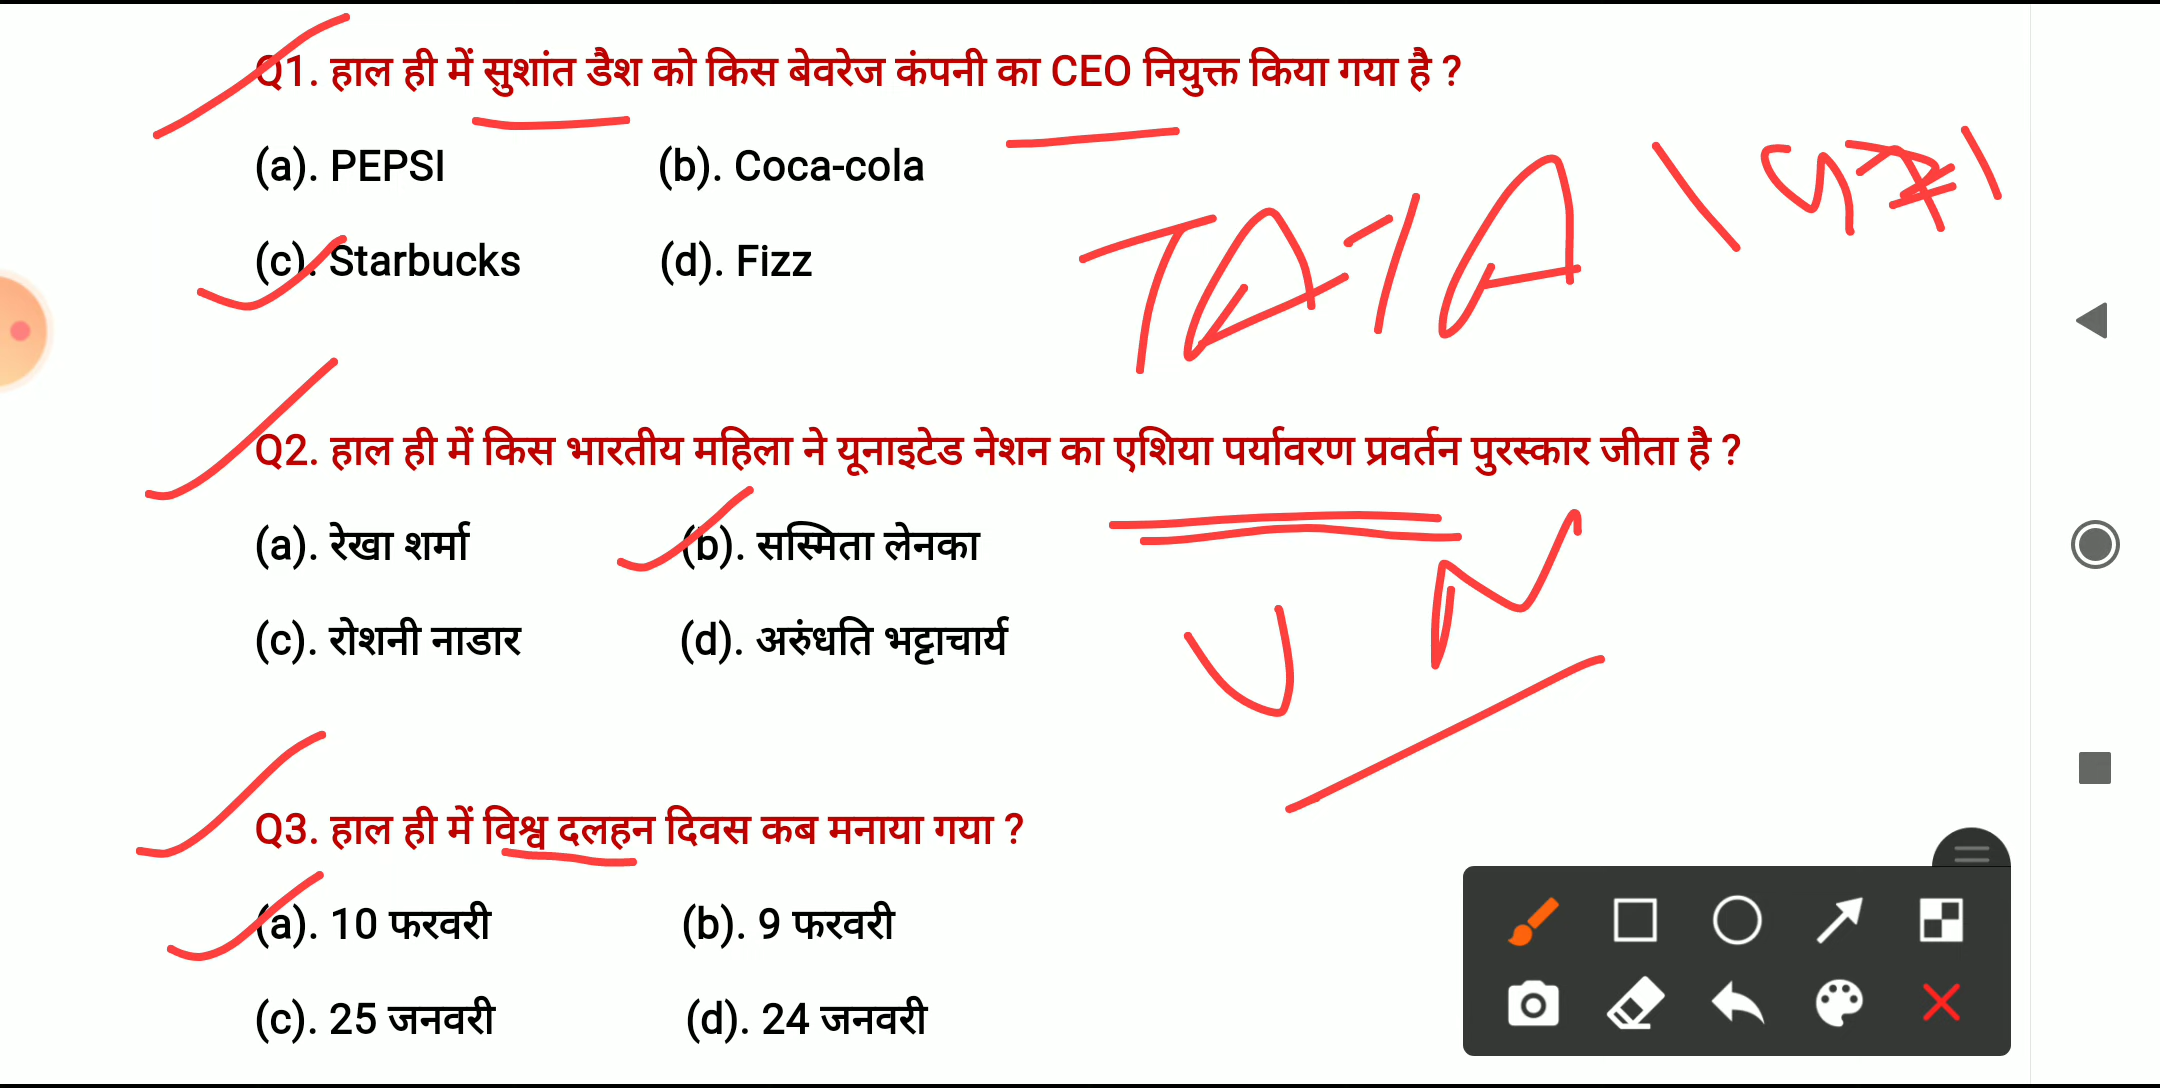 Q1. हाल ही में सुशांत डैश को किस बेवरेज कंपनी का CEO नियुक्त किया गया है ?
(a). PEPSI (b). Coca-cola
(c). Starbucks (d). Fizz
TATA
Q2. हाल ही में किस भारतीय महिला ने यूनाइटेड नेशन का एशिया पर्यावरण प्रवर्तन पुरस्कार जीता है ?
(a). रेखा शर्मा (b). सस्मिता लेनका
(c). रोशनी नाडार (d). अरुंधति भट्टाचार्य
UN
Q3. हाल ही में विश्व दलहन दिवस कब मनाया गया ?
(a). 10 फरवरी (b). 9 फरवरी
(c). 25 जनवरी (d). 24 जनवरी